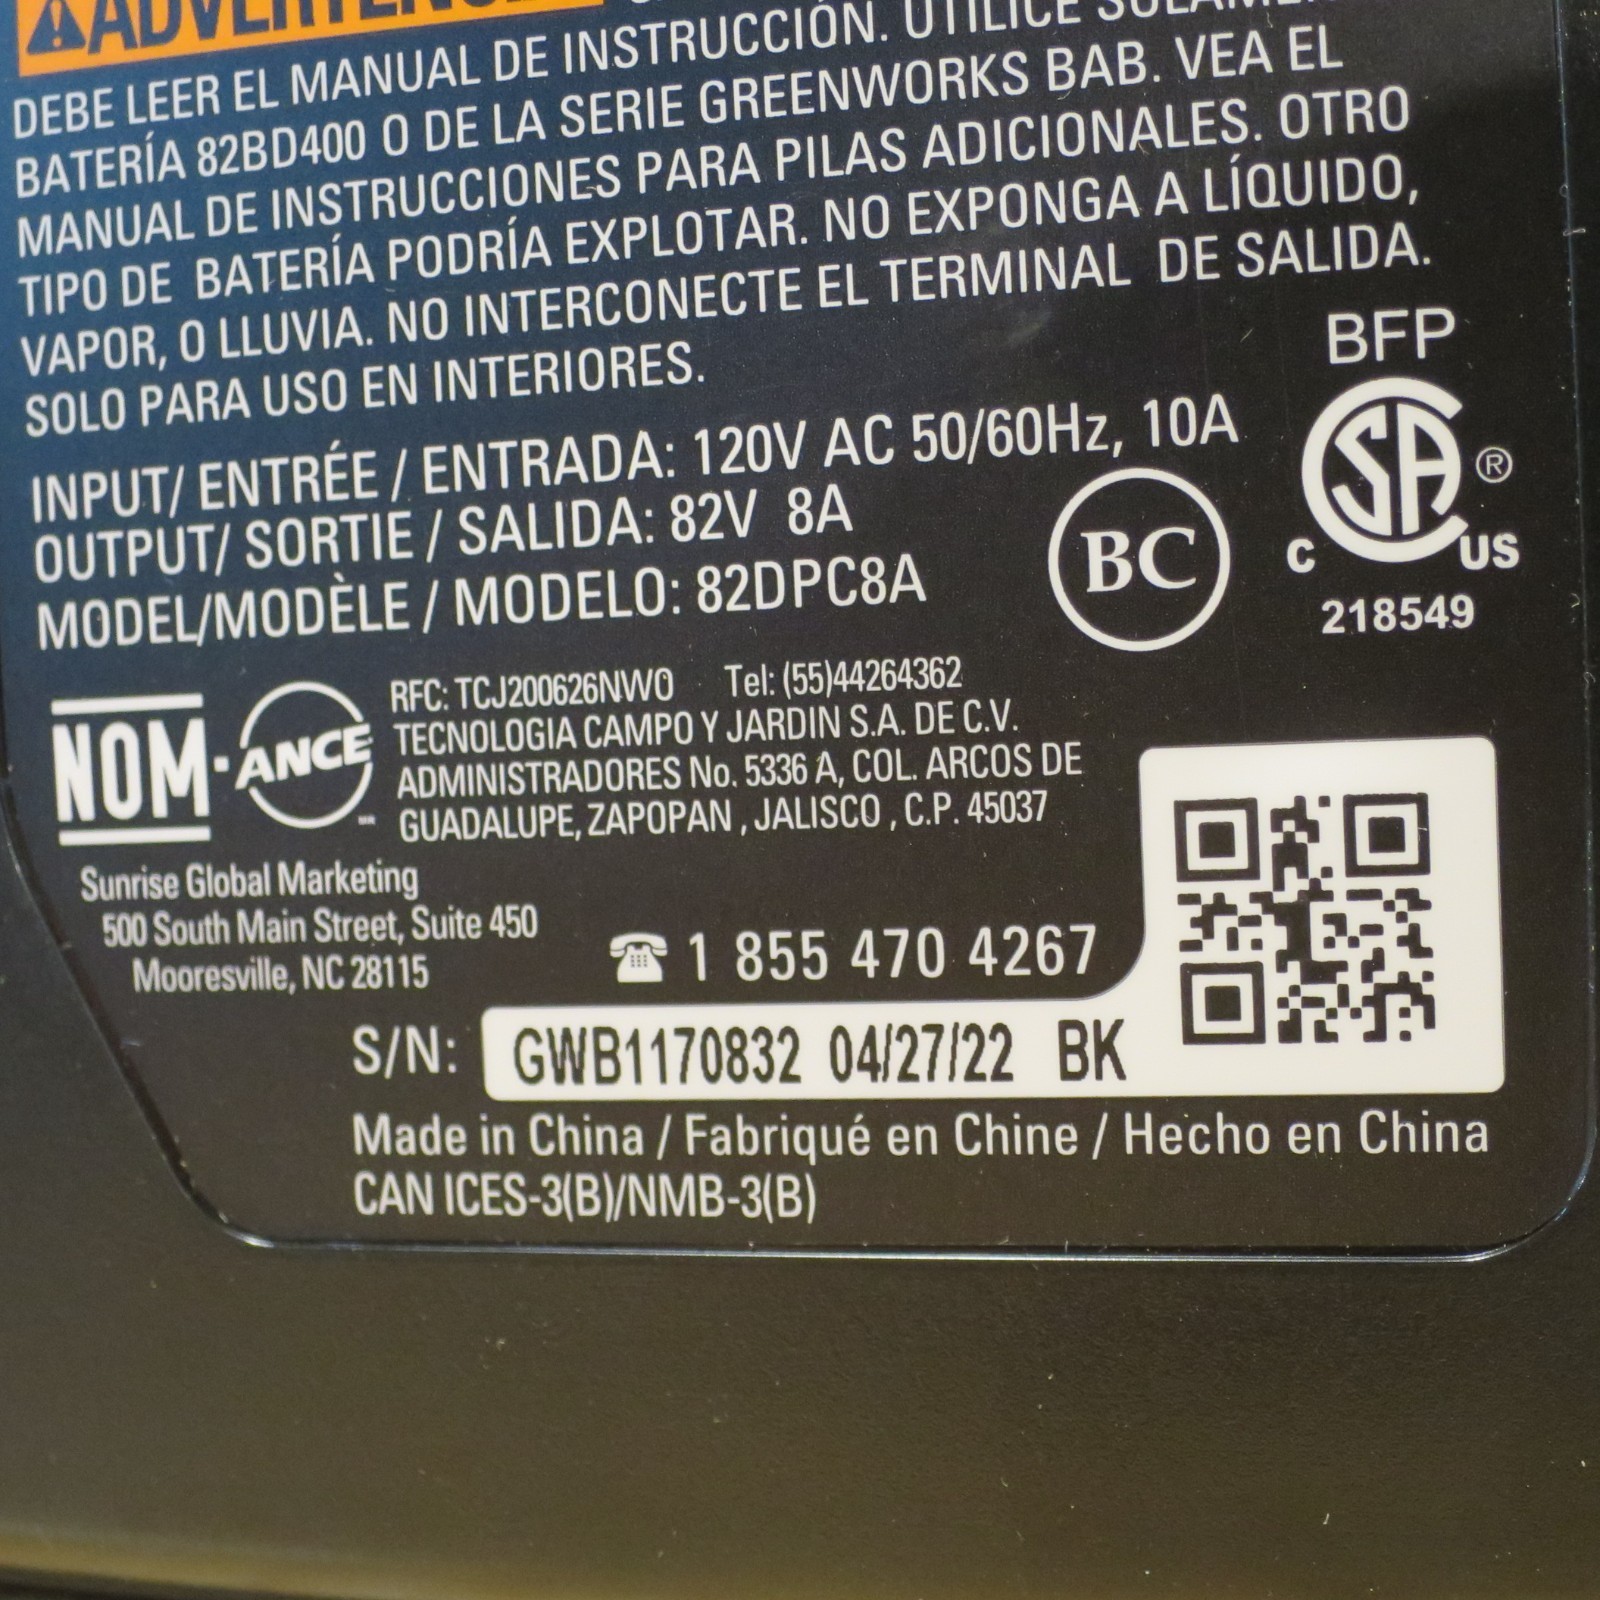 ADVERTENCIA
DEBE LEER EL MANUAL DE INSTRUCCIÓN. UTILICE
BATERÍA 82BD400 O DE LA SERIE GREENWORKS BAB. VEA EL
MANUAL DE INSTRUCCIONES PARA PILAS ADICIONALES. OTRO
TIPO DE BATERÍA PODRÍA EXPLOTAR. NO EXPONGA A LÍQUIDO,
VAPOR, O LLUVIA. NO INTERCONECTE EL TERMINAL DE SALIDA.
SOLO PARA USO EN INTERIORES.
BFP
INPUT/ ENTRÉE / ENTRADA: 120V AC 50/60Hz, 10A
OUTPUT/ SORTIE / SALIDA: 82V 8A
MODEL/MODÈLE / MODELO: 82DPC8A
BC
SA ®
C US
218549
NOM-ANCE
RFC: TCJ200626NW0 Tel: (55)44264362
TECNOLOGIA CAMPO Y JARDIN S.A. DE C.V.
ADMINISTRADORES No. 5336 A, COL. ARCOS DE
GUADALUPE, ZAPOPAN , JALISCO , C.P. 45037
Sunrise Global Marketing
500 South Main Street, Suite 450
Mooresville, NC 28115
☎ 1 855 470 4267
S/N: GWB1170832 04/27/22 BK
Made in China / Fabriqué en Chine / Hecho en China
CAN ICES-3(B)/NMB-3(B)